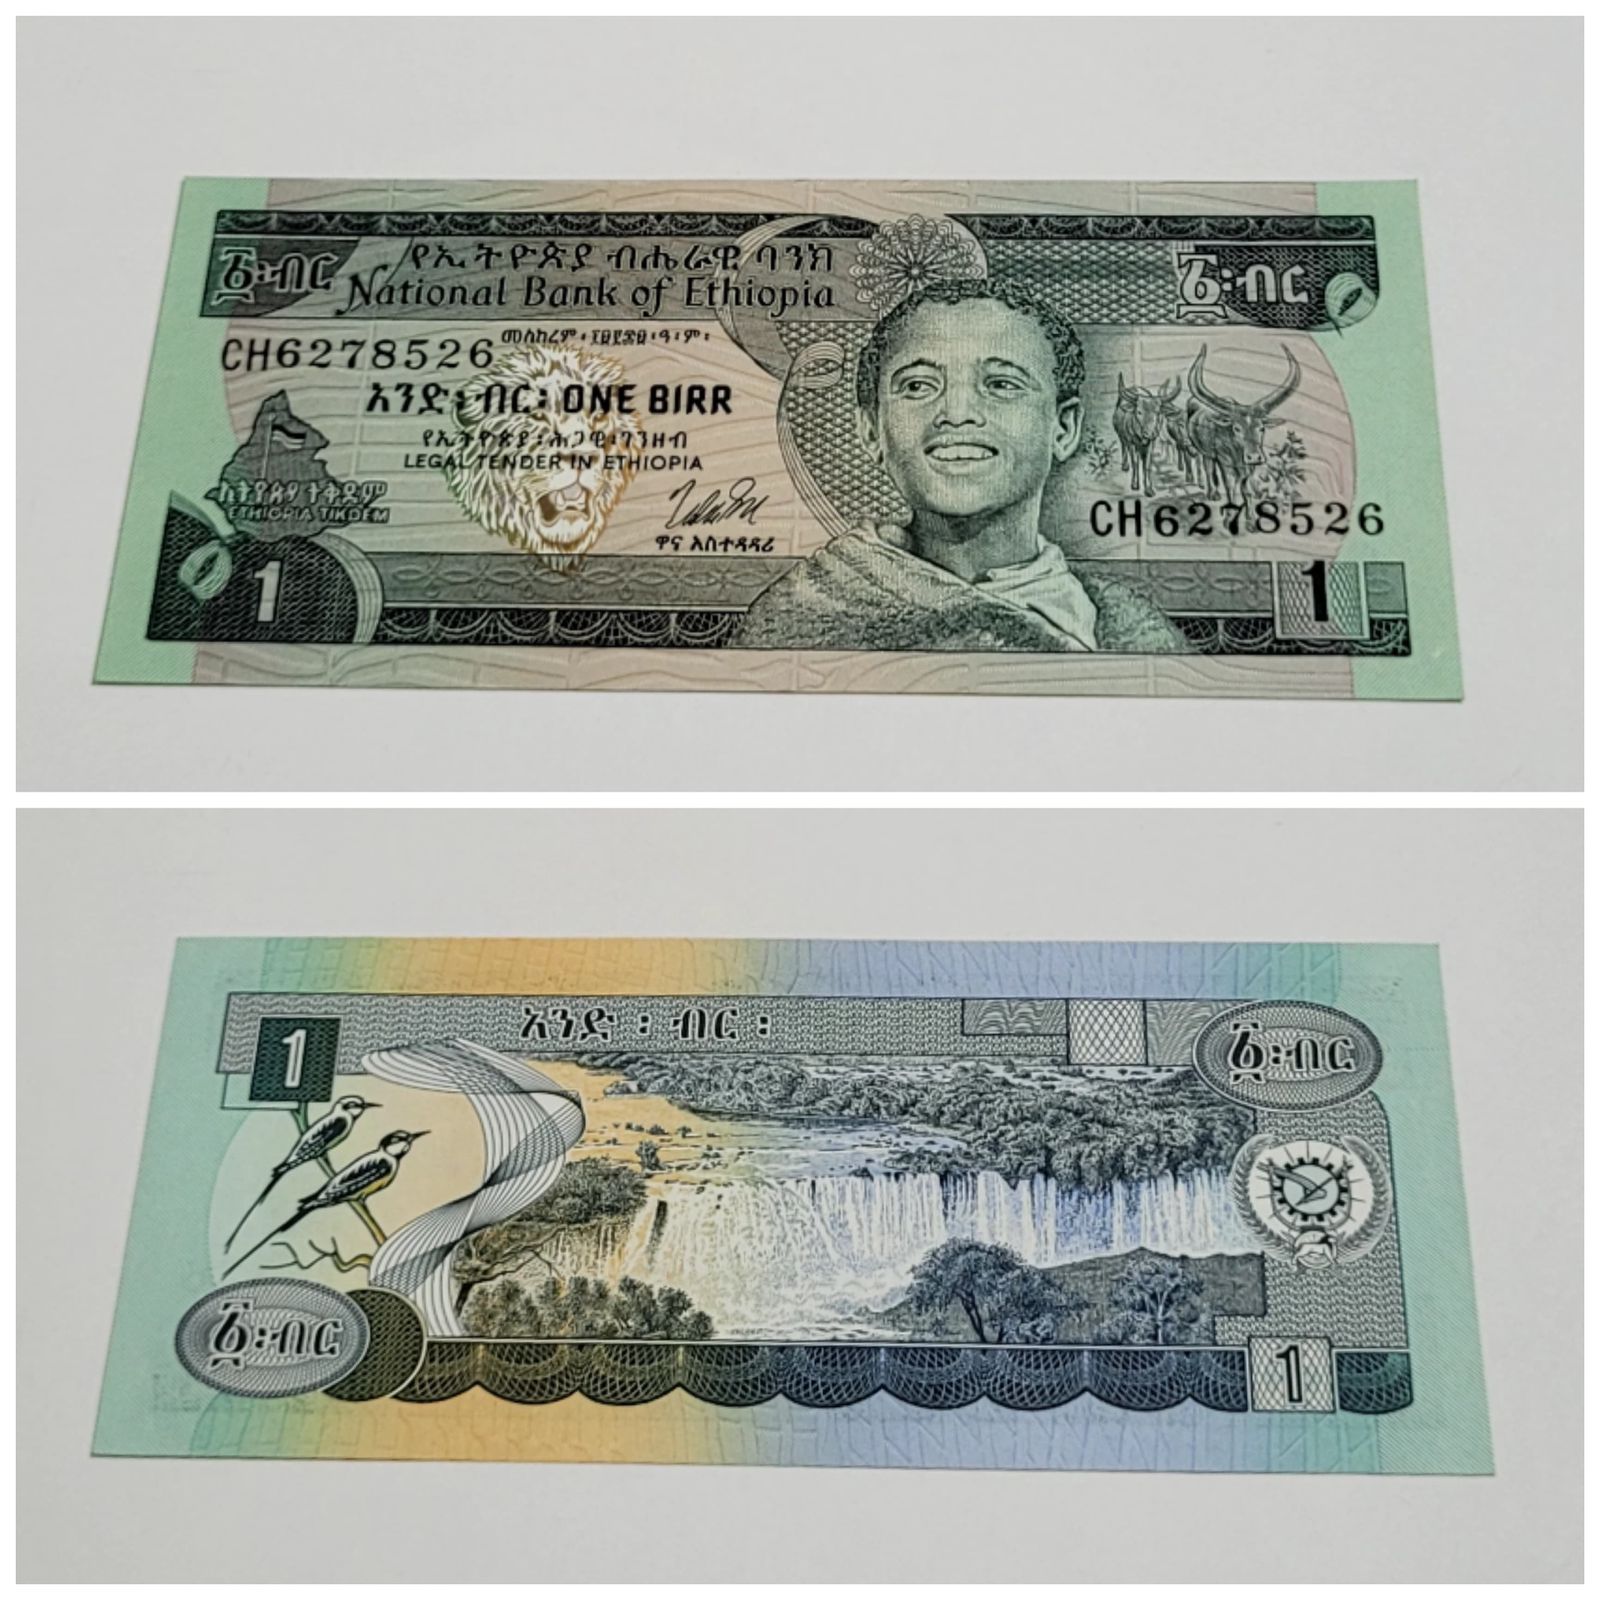 ፩፡ብር
የኢትዮጵያ ብሔራዊ ባንክ
National Bank of Ethiopia
፩፡ብር
መስከረም፡፲፱፻፷፱፡ዓ፡ም፡
CH6278526
አንድ፡ብር፡ONE BIRR
የኢትዮጵያ፡ሕጋዊ፡ገንዘብ
LEGAL TENDER IN ETHIOPIA
ኢትዮጵያ ትቅደም
ETHIOPIA TIKDEM
ዋና አስተዳዳሪ
CH6278526
1
1
1
አንድ፡ብር፡
፩፡ብር
፩፡ብር
1